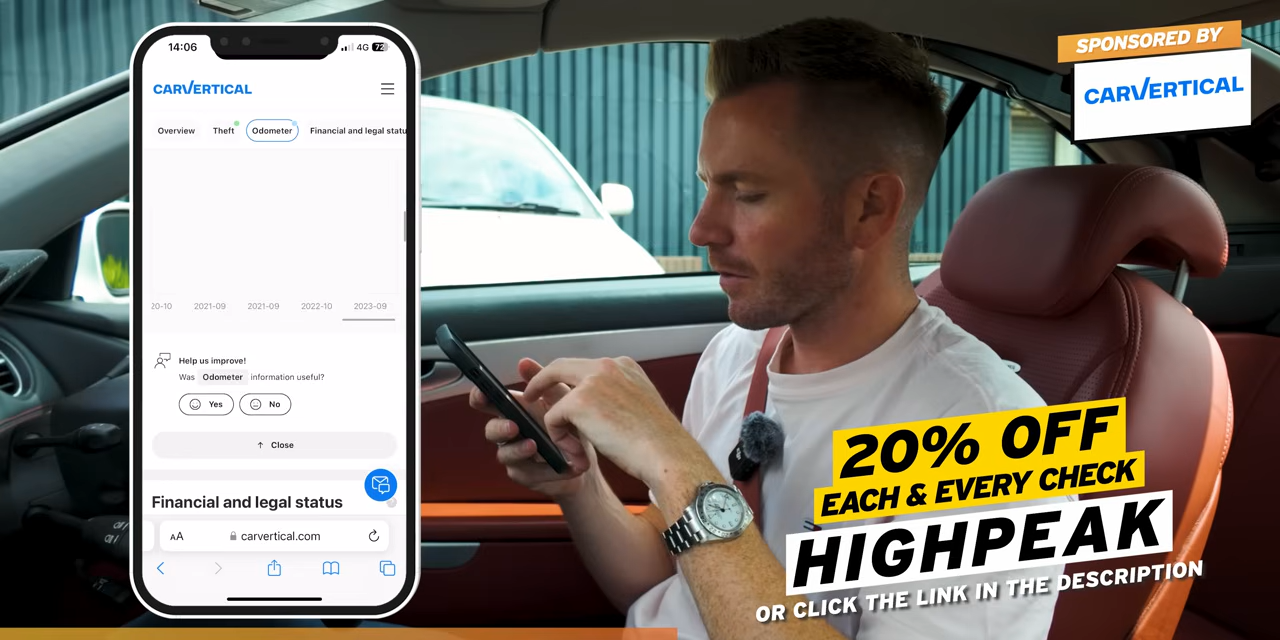 14:06
4G 72
CARVERTICAL
Overview Theft Odometer Financial and legal statu
20-10 2021-09 2021-09 2022-10 2023-09
Help us improve!
Was Odometer information useful?
Yes No
↑ Close
Financial and legal status
AA carvertical.com
SPONSORED BY
CARVERTICAL
20% OFF
EACH & EVERY CHECK
HIGHPEAK
OR CLICK THE LINK IN THE DESCRIPTION